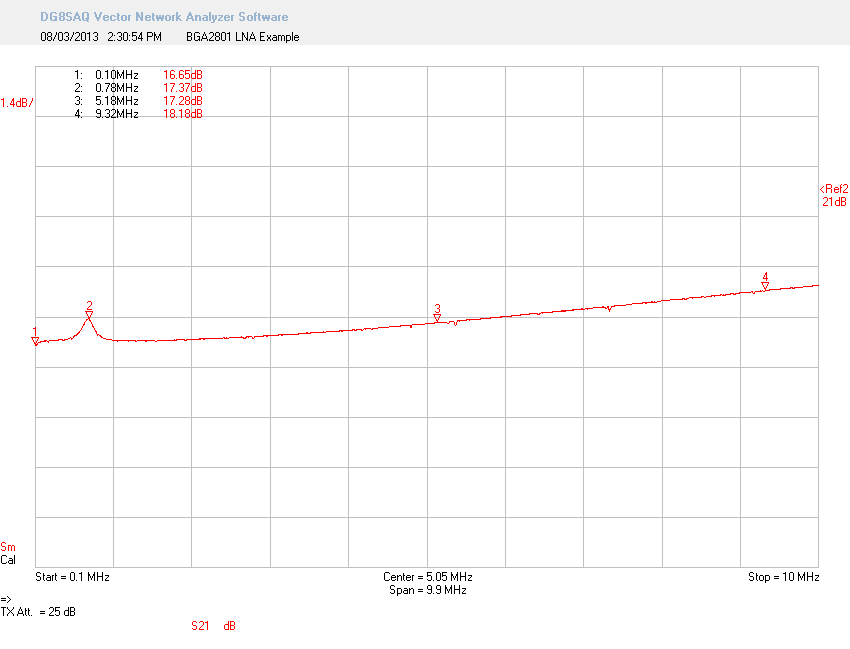 DG8SAQ Vector Network Analyzer Software
08/03/2013 2:30:54 PM BGA2801 LNA Example
1: 0.10MHz 16.65dB
2: 0.78MHz 17.37dB
1.4dB/ 3: 5.18MHz 17.28dB
4: 9.32MHz 18.18dB
<Ref2
21dB
4
2
3
1
Sm
Cal
Start = 0.1 MHz Center = 5.05 MHz Stop = 10 MHz
Span = 9.9 MHz
=>
TX Att. = 25 dB
S21 dB